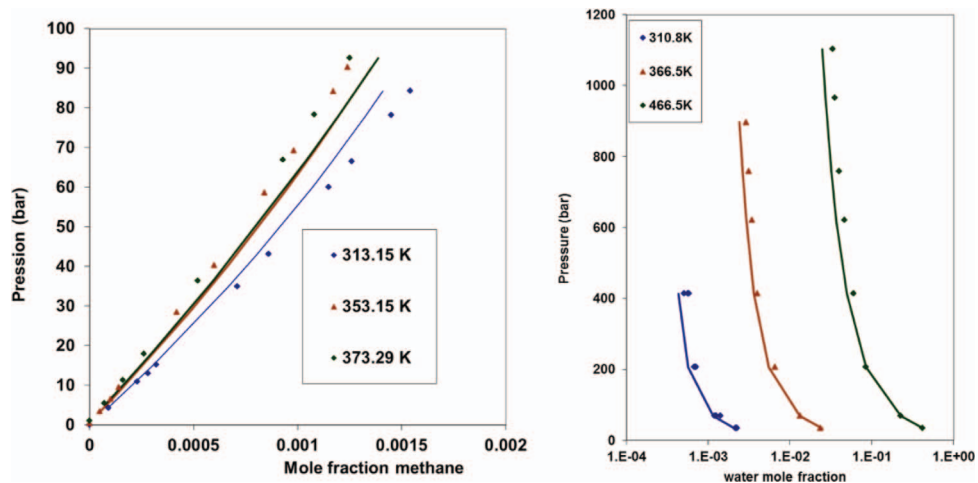 100
90
80
70
60
50
40
30
20
10
0
Pression (bar)
313.15 K
353.15 K
373.29 K
0 0.0005 0.001 0.0015 0.002
Mole fraction methane
1200
1000
800
600
400
200
0
Pressure (bar)
310.8K
366.5K
466.5K
1.E-04 1.E-03 1.E-02 1.E-01 1.E+00
water mole fraction